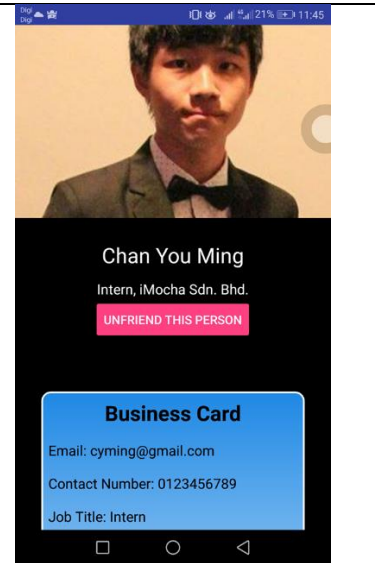 Digi
Digi
4G
21% 11:45
Chan You Ming
Intern, iMocha Sdn. Bhd.
UNFRIEND THIS PERSON
Business Card
Email: cyming@gmail.com
Contact Number: 0123456789
Job Title: Intern